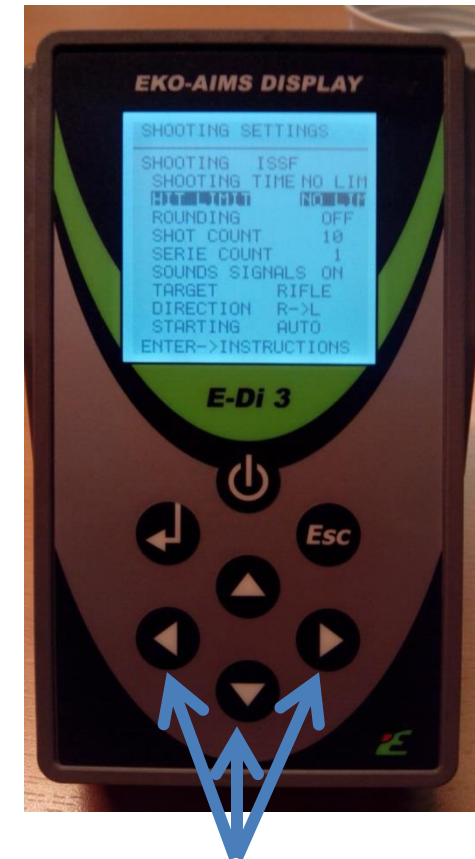 EKO-AIMS DISPLAY
SHOOTING SETTINGS
SHOOTING ISSF
SHOOTING TIME NO LIM
HIT LIMIT NO LIM
ROUNDING OFF
SHOT COUNT 10
SERIE COUNT 1
SOUNDS SIGNALS ON
TARGET RIFLE
DIRECTION R->L
STARTING AUTO
ENTER->INSTRUCTIONS
E-Di 3
Esc